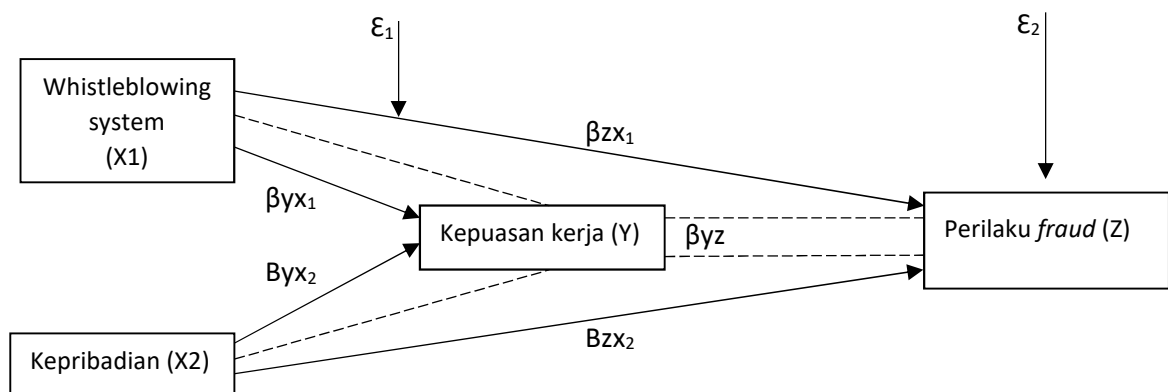 Ɛ1
Ɛ2
Whistleblowing
system
(X1)
βzx1
βyx1
Kepuasan kerja (Y)
βyz
Perilaku fraud (Z)
Byx2
Bzx2
Kepribadian (X2)